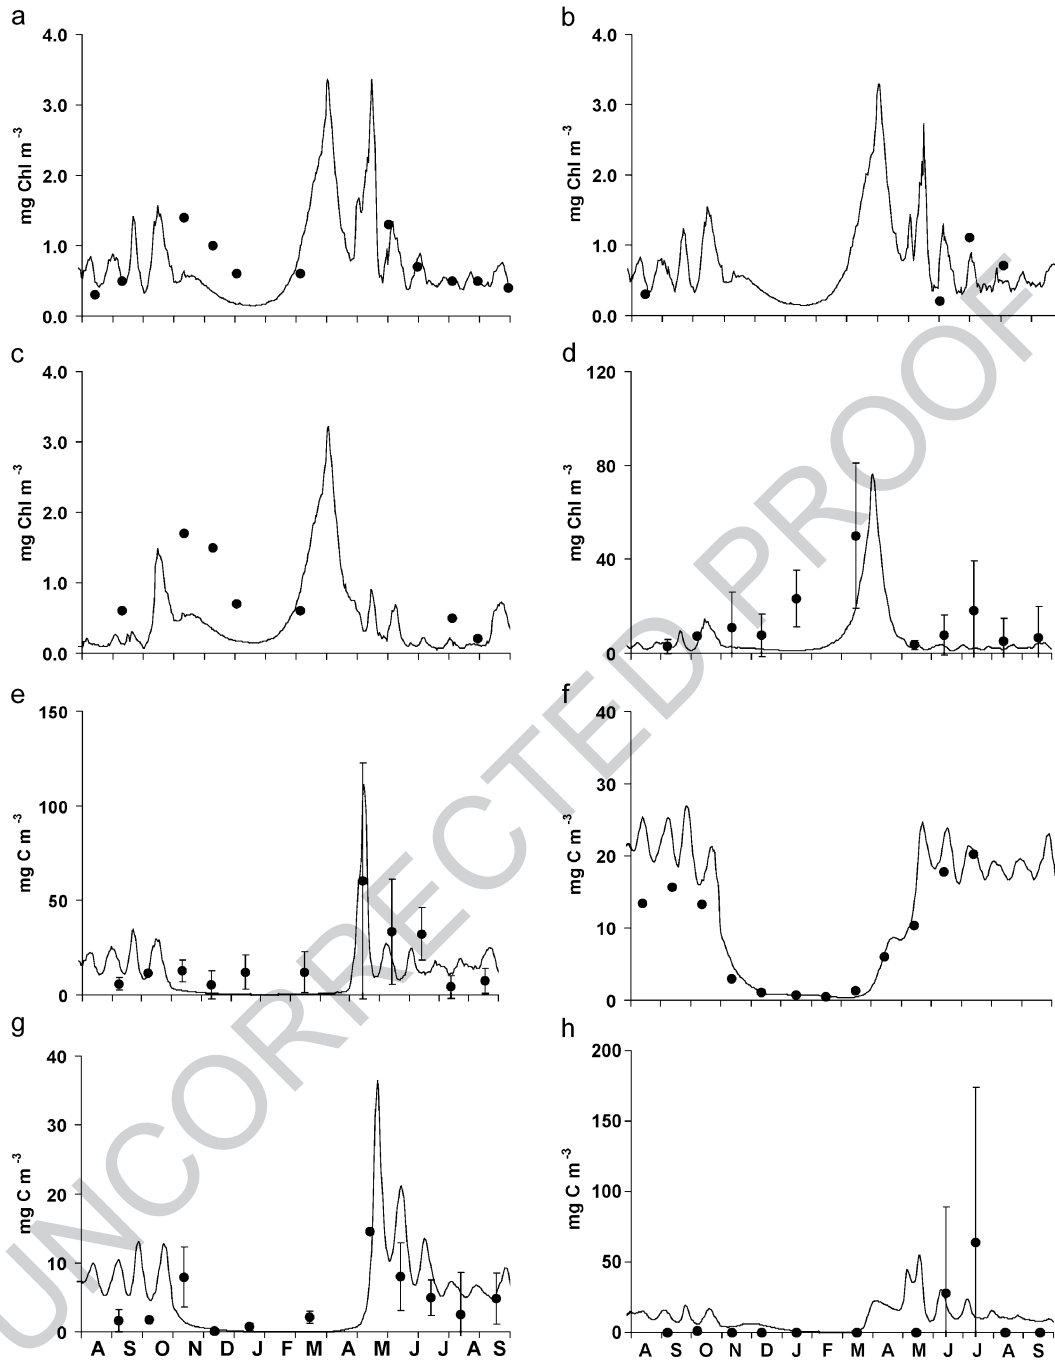 a
4.0
3.0
2.0
1.0
0.0
mg Chl m⁻³
b
4.0
3.0
2.0
1.0
0.0
mg Chl m⁻³
c
4.0
3.0
2.0
1.0
0.0
mg Chl m⁻³
d
120
80
40
0
mg Chl m⁻³
e
150
100
50
0
mg C m⁻³
f
40
30
20
10
0
mg C m⁻³
g
40
30
20
10
0
mg C m⁻³
A S O N D J F M A M J J A S
h
200
150
100
50
0
mg C m⁻³
A S O N D J F M A M J J A S
UNCORRECTED PROOF